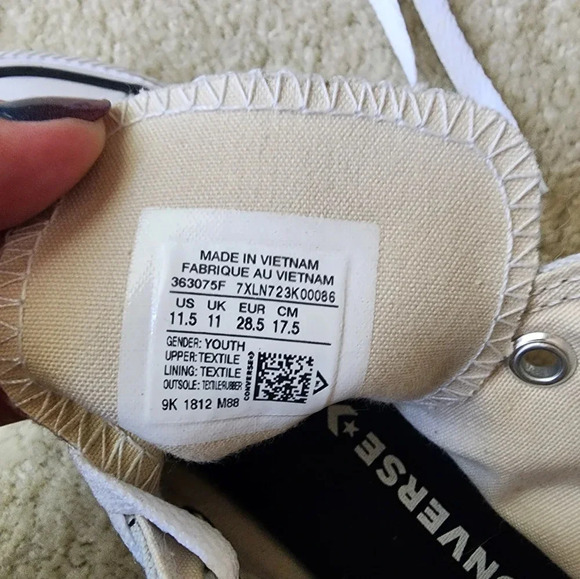 MADE IN VIETNAM
FABRIQUE AU VIETNAM
363075F 7XLN723K00086
US UK EUR CM
11.5 11 28.5 17.5
GENDER: YOUTH
UPPER: TEXTILE
LINING: TEXTILE
OUTSOLE: TEXTILE/RUBBER
CONVERSE
9K 1812 M88
CONVERSE